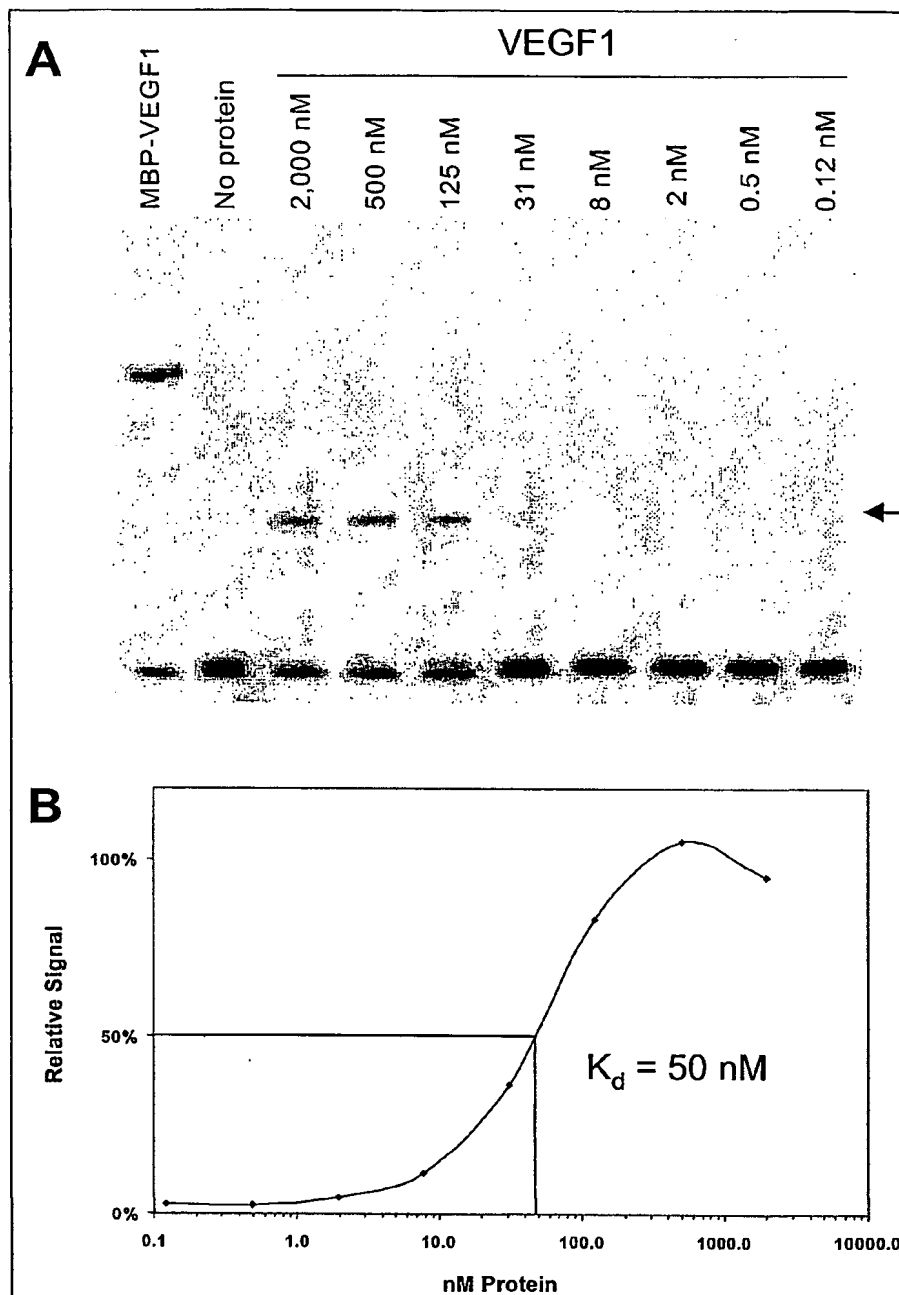 A
VEGF1
MBP-VEGF1
No protein
2,000 nM
500 nM
125 nM
31 nM
8 nM
2 nM
0.5 nM
0.12 nM
B
100%
50%
0%
Relative Signal
Kd = 50 nM
0.1 1.0 10.0 100.0 1000.0 10000.0
nM Protein